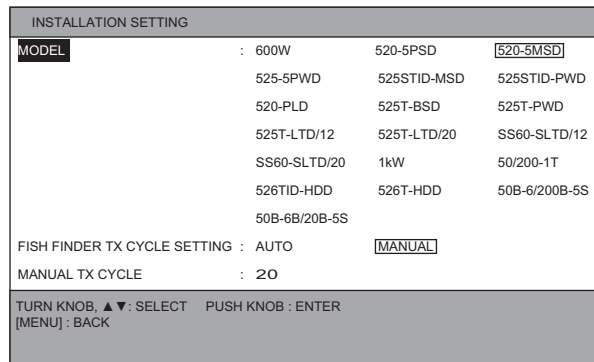 INSTALLATION SETTING
MODEL : 600W 520-5PSD 520-5MSD
525-5PWD 525STID-MSD 525STID-PWD
520-PLD 525T-BSD 525T-PWD
525T-LTD/12 525T-LTD/20 SS60-SLTD/12
SS60-SLTD/20 1kW 50/200-1T
526TID-HDD 526T-HDD 50B-6/200B-5S
50B-6B/20B-5S
FISH FINDER TX CYCLE SETTING : AUTO MANUAL
MANUAL TX CYCLE : 20
TURN KNOB, ▲▼: SELECT PUSH KNOB : ENTER
[MENU] : BACK